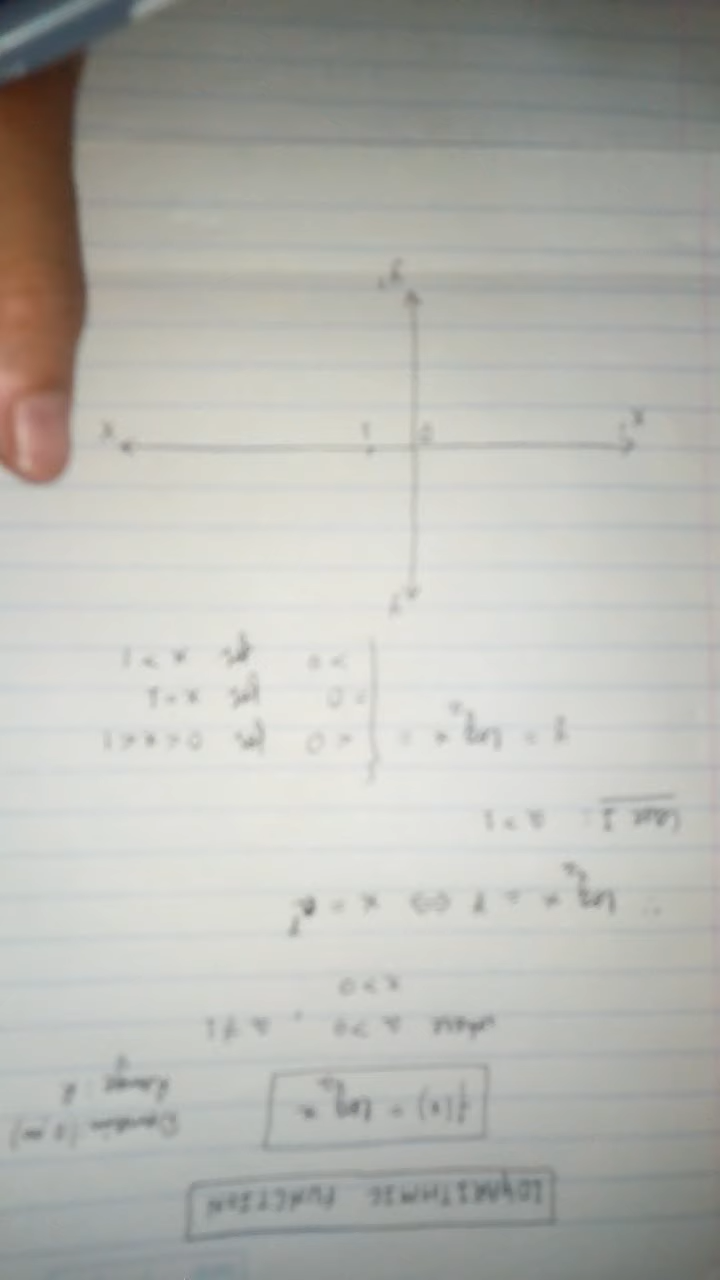 LOGARITHMIC FUNCTION
f(x) = log_a x
Domain (0, ∞)
Range : R
where a > 0 , a ≠ 1
x > 0
∴ log_a x = y ⇔ x = a^y
Case I : a > 1
y = log_a x = { < 0 for 0 < x < 1
= 0 for x = 1
> 0 for x > 1
Y
X' 0 1 X
Y'